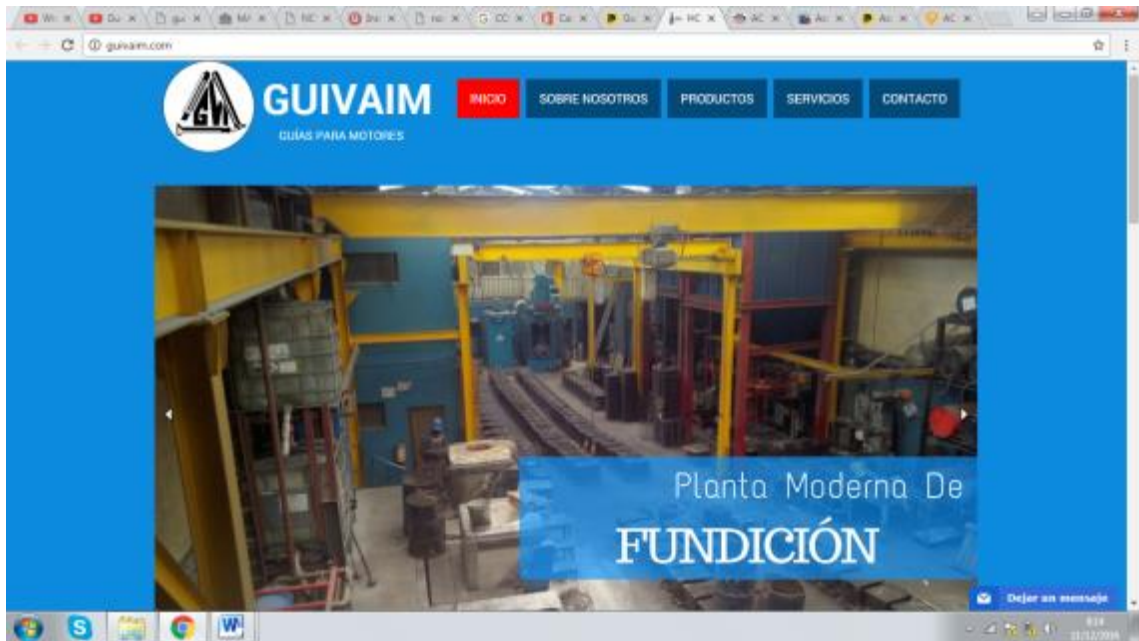 guivaim.com
GUIVAIM
GUÍAS PARA MOTORES
INICIO
SOBRE NOSOTROS
PRODUCTOS
SERVICIOS
CONTACTO
Planta Moderna De
FUNDICIÓN
Dejar un mensaje